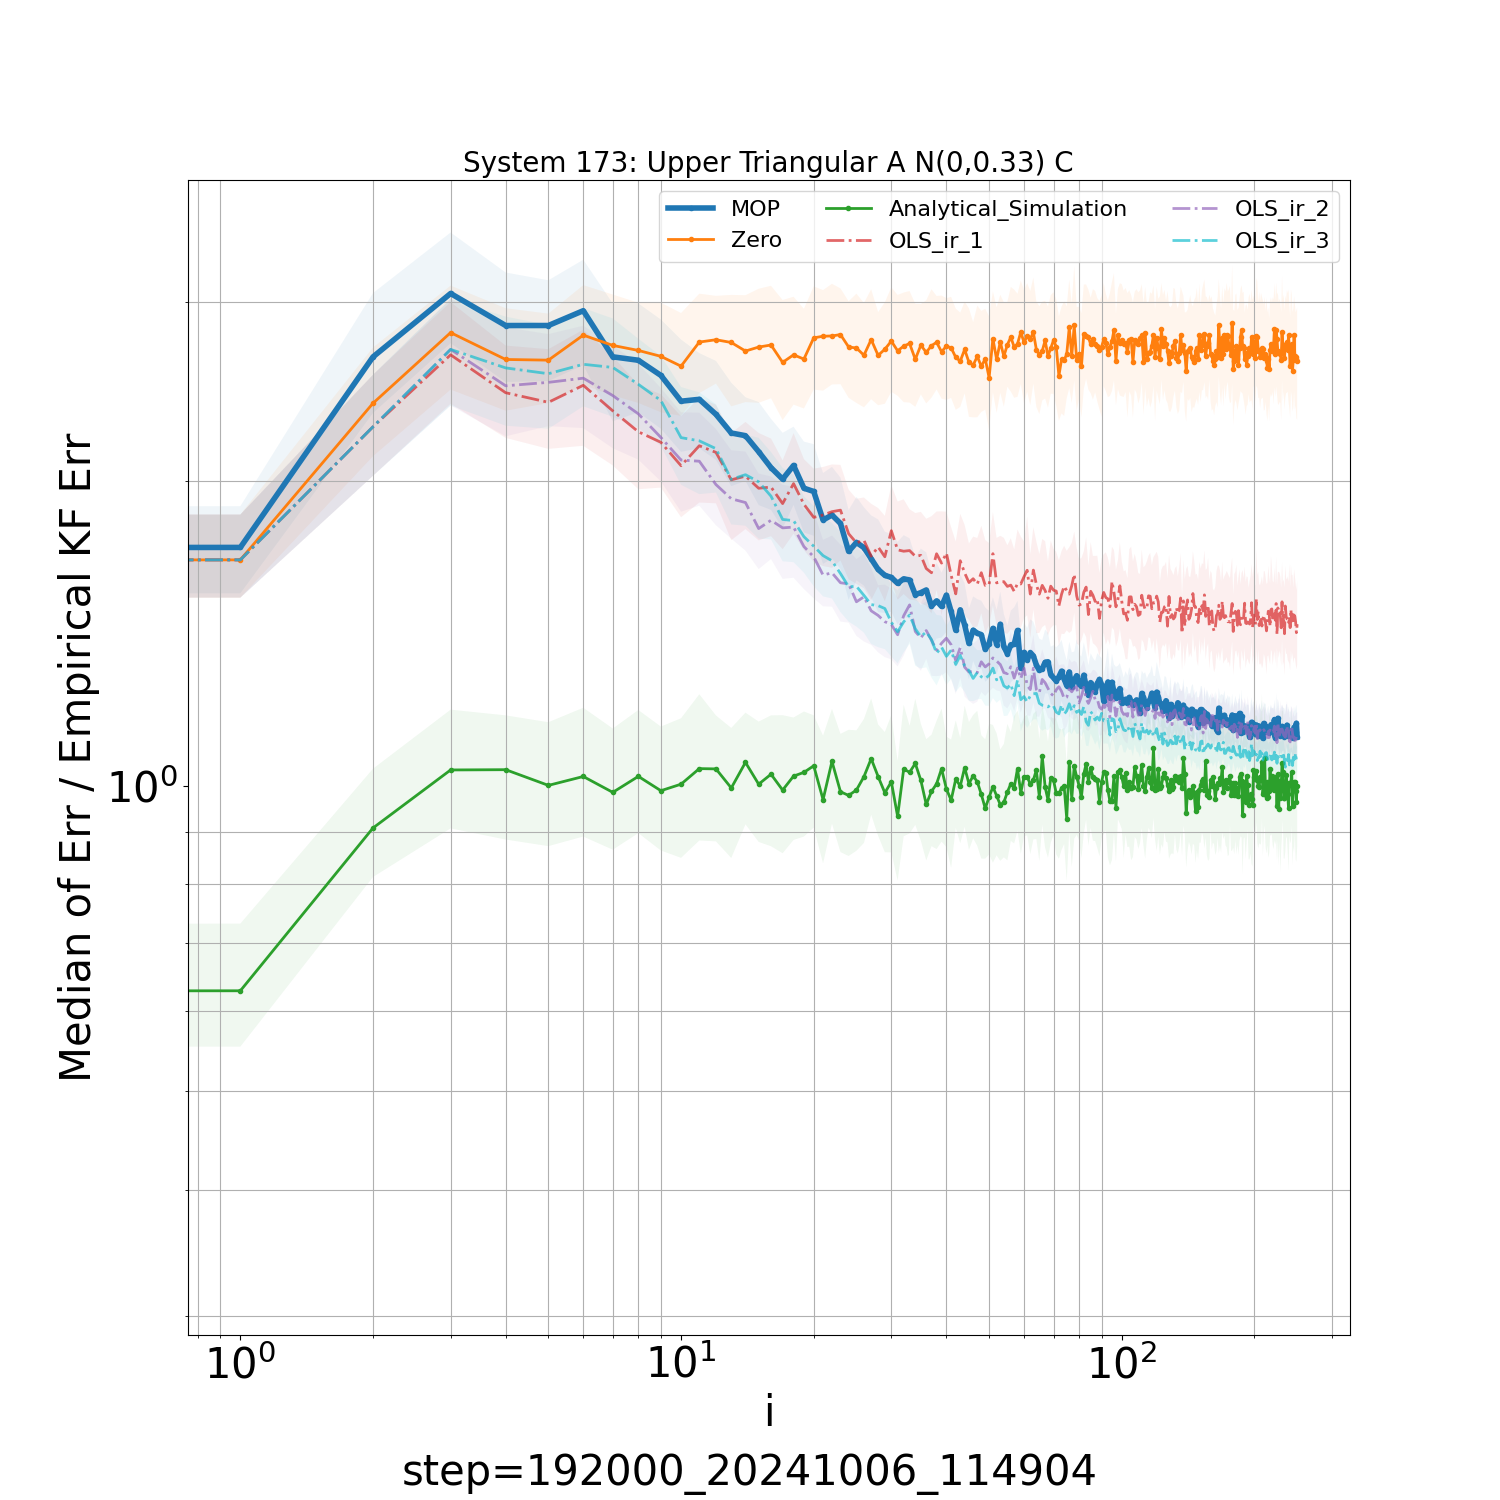 System 173: Upper Triangular A N(0,0.33) C
MOP
Zero
Analytical_Simulation
OLS_ir_1
OLS_ir_2
OLS_ir_3
Median of Err / Empirical KF Err
10⁰
10⁰ 10¹ 10²
i
step=192000_20241006_114904